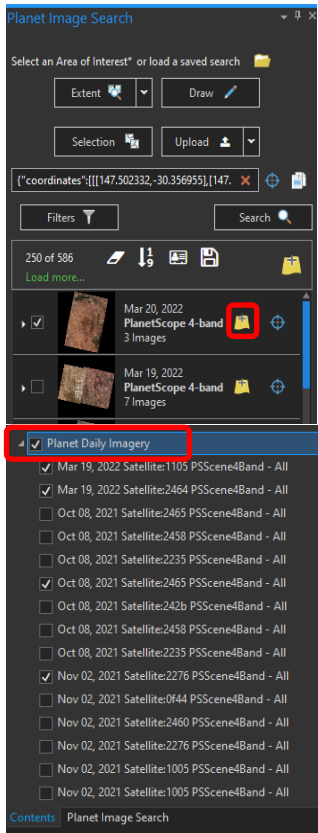 Planet Image Search
Select an Area of Interest* or load a saved search
Extent
Draw
Selection
Upload
{"coordinates":[[[147.502332,-30.356955],[147.
Filters
Search
250 of 586
Load more...
Mar 20, 2022
PlanetScope 4-band
3 Images
Mar 19, 2022
PlanetScope 4-band
7 Images
Planet Daily Imagery
Mar 19, 2022 Satellite:1105 PSScene4Band - All
Mar 19, 2022 Satellite:2464 PSScene4Band - All
Oct 08, 2021 Satellite:2465 PSScene4Band - All
Oct 08, 2021 Satellite:2458 PSScene4Band - All
Oct 08, 2021 Satellite:2235 PSScene4Band - All
Oct 08, 2021 Satellite:2465 PSScene4Band - All
Oct 08, 2021 Satellite:242b PSScene4Band - All
Oct 08, 2021 Satellite:2458 PSScene4Band - All
Oct 08, 2021 Satellite:2235 PSScene4Band - All
Nov 02, 2021 Satellite:2276 PSScene4Band - All
Nov 02, 2021 Satellite:0f44 PSScene4Band - All
Nov 02, 2021 Satellite:2460 PSScene4Band - All
Nov 02, 2021 Satellite:2276 PSScene4Band - All
Nov 02, 2021 Satellite:1005 PSScene4Band - All
Nov 02, 2021 Satellite:1005 PSScene4Band - All
Contents Planet Image Search